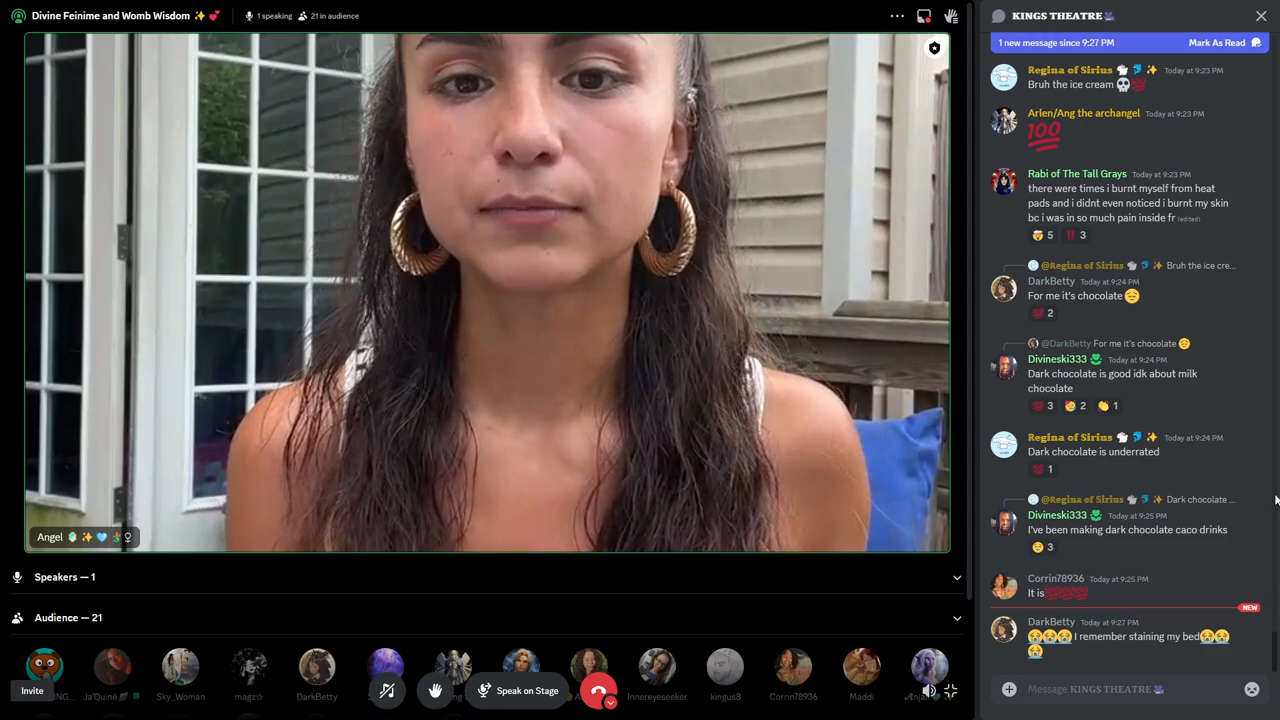 Divine Feinime and Womb Wisdom ✨ 💕
1 speaking 21 in audience
Angel
Speakers — 1
Audience — 21
Ja'Quiné
Sky_Woman
magz☆
DarkBetty
Innereyeseeker
kingus8
Corrin78936
Maddi
Invite
Speak on Stage
KINGS THEATRE
1 new message since 9:27 PM Mark As Read
Regina of Sirius Today at 9:23 PM
Bruh the ice cream 💀💯
Arlen/Ang the archangel Today at 9:23 PM
💯
Rabi of The Tall Grays Today at 9:23 PM
there were times i burnt myself from heat
pads and i didnt even noticed i burnt my skin
bc i was in so much pain inside fr (edited)
🤯 5 ‼️ 3
@Regina of Sirius Bruh the ice cre...
DarkBetty Today at 9:24 PM
For me it's chocolate 😔
💯 2
@DarkBetty For me it's chocolate 😔
Divineski333 Today at 9:24 PM
Dark chocolate is good idk about milk
chocolate
💯 3 🥳 2 👏 1
Regina of Sirius Today at 9:24 PM
Dark chocolate is underrated
💯 1
@Regina of Sirius Dark chocolate ...
Divineski333 Today at 9:25 PM
I've been making dark chocolate caco drinks
☺️ 3
Corrin78936 Today at 9:25 PM
It is💯💯💯
NEW
DarkBetty Today at 9:27 PM
😭😭😭 I remember staining my bed😭😭
😭
Message KINGS THEATRE